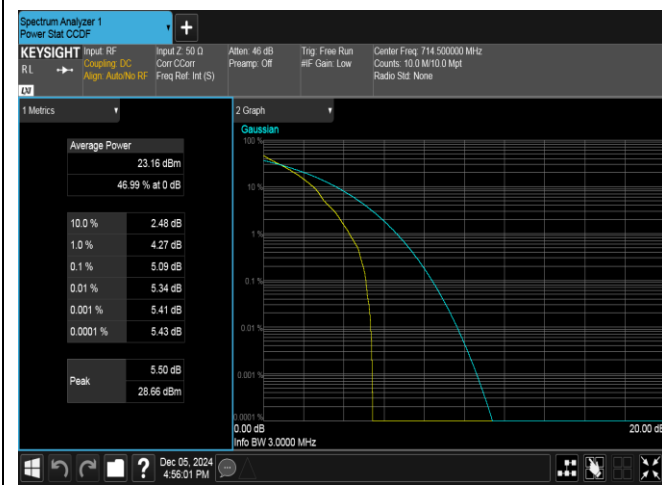 Spectrum Analyzer 1
Power Stat CCDF
+
KEYSIGHT
RL
LXI
Input: RF
Coupling: DC
Align: Auto/No RF
Input Z: 50 Ω
Corr CCorr
Freq Ref: Int (S)
Atten: 46 dB
Preamp: Off
Trig: Free Run
#IF Gain: Low
Center Freq: 714.500000 MHz
Counts: 10.0 M/10.0 Mpt
Radio Std: None
1 Metrics
Average Power
23.16 dBm
46.99 % at 0 dB
10.0 % 2.48 dB
1.0 % 4.27 dB
0.1 % 5.09 dB
0.01 % 5.34 dB
0.001 % 5.41 dB
0.0001 % 5.43 dB
Peak
5.50 dB
28.66 dBm
2 Graph
Gaussian
100 %
10 %
1 %
0.1 %
0.01 %
0.001 %
0.0001 %
0.00 dB
20.00 dB
Info BW 3.0000 MHz
?
Dec 05, 2024
4:56:01 PM